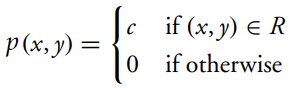 p(x, y) = { c if (x, y) ∈ R
0 if otherwise